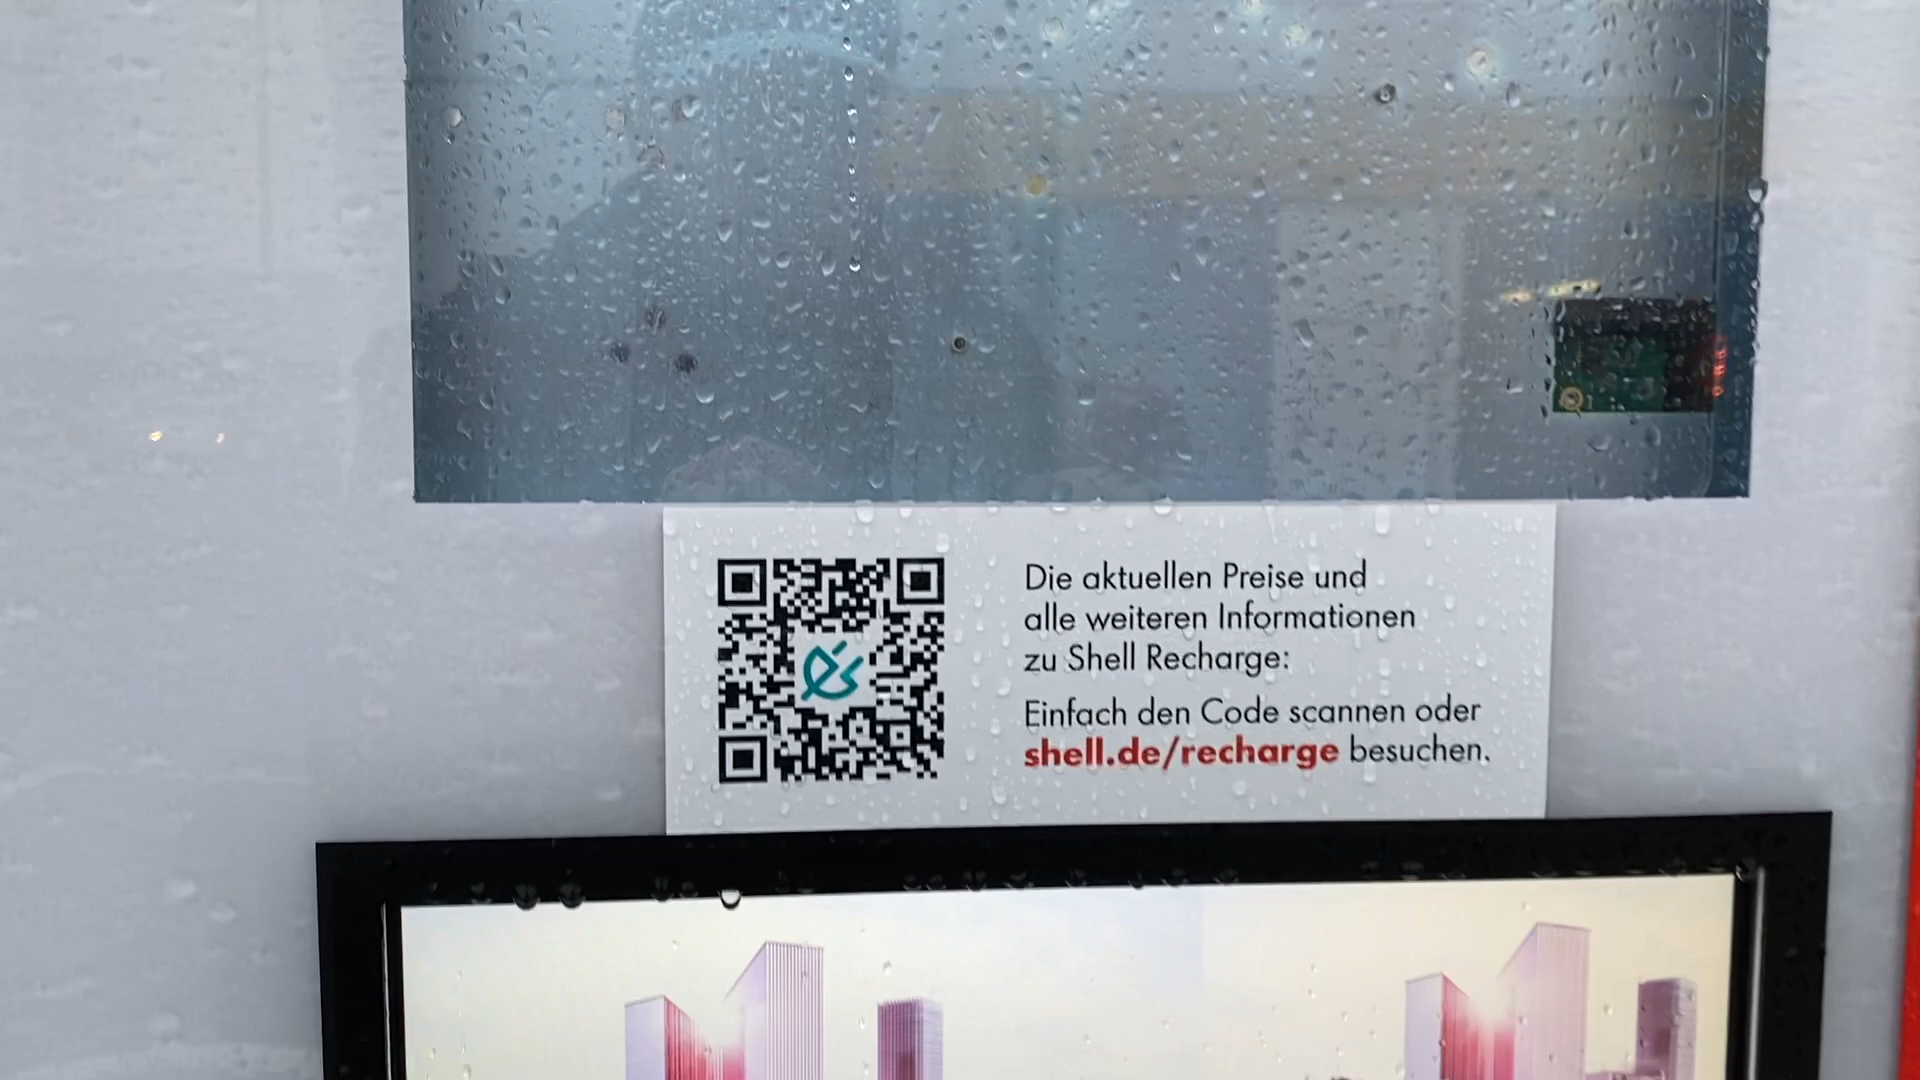 Die aktuellen Preise und
alle weiteren Informationen
zu Shell Recharge:
Einfach den Code scannen oder
shell.de/recharge besuchen.